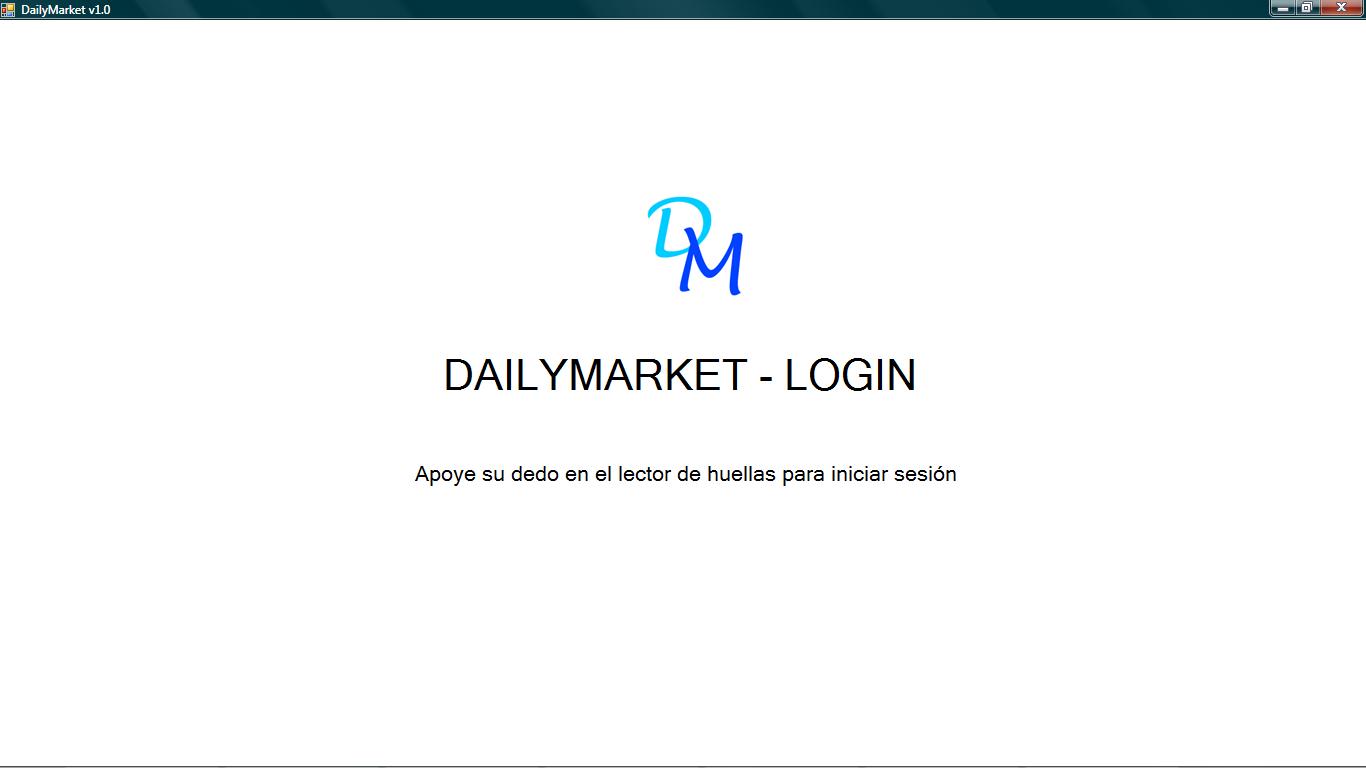 DailyMarket v1.0
DM
DAILYMARKET - LOGIN
Apoye su dedo en el lector de huellas para iniciar sesión